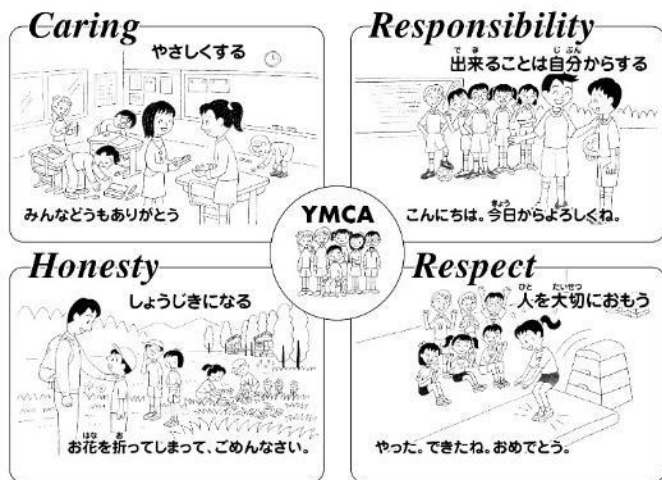 Caring
やさしくする
みんなどうもありがとう
Responsibility
出来ることは自分からする
こんにちは。今日からよろしくね。
YMCA
Honesty
しょうじきになる
お花を折ってしまって、ごめんなさい。
Respect
人を大切におもう
やった。できたね。おめでとう。